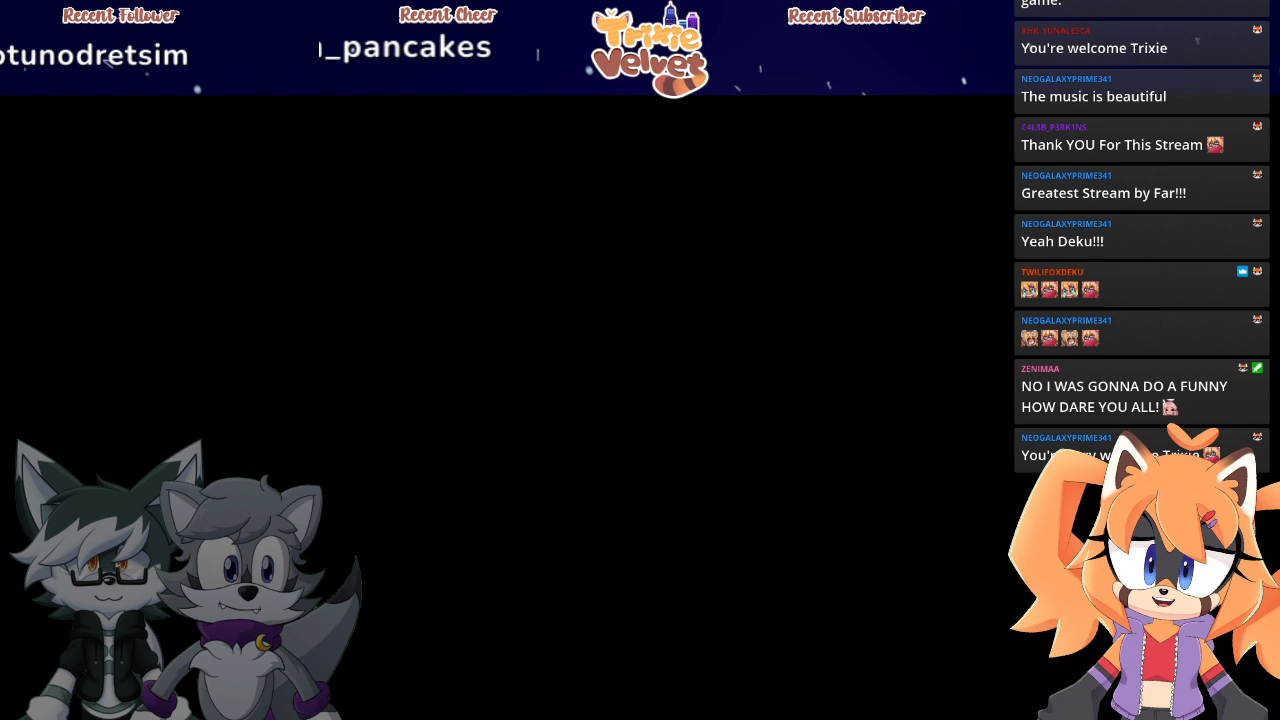 Recent Follower
otunodretsim
Recent Cheer
_pancakes
Trixie
Velvet
Recent Subscriber
game.
XHR_YUNALESCA
You're welcome Trixie
NEOGALAXYPRIME341
The music is beautiful
C4L3B_P3RK1NS
Thank YOU For This Stream
NEOGALAXYPRIME341
Greatest Stream by Far!!!
NEOGALAXYPRIME341
Yeah Deku!!!
TWILIFOXDEKU
NEOGALAXYPRIME341
ZENIMAA
NO I WAS GONNA DO A FUNNY
HOW DARE YOU ALL!
NEOGALAXYPRIME341
Trixie